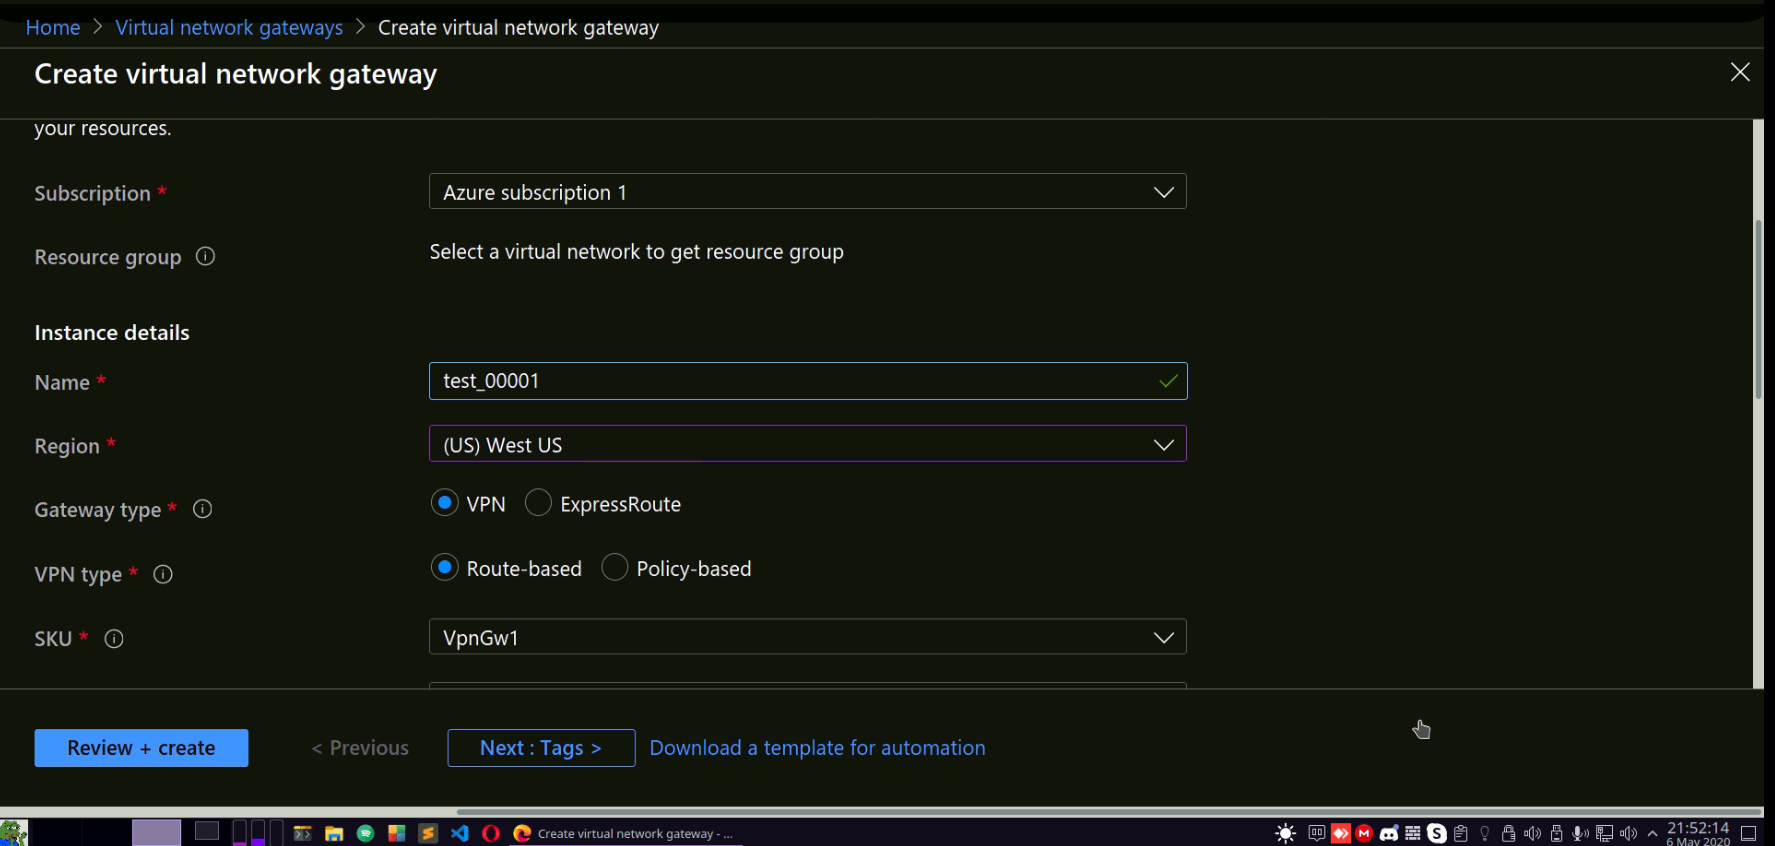 Home > Virtual network gateways > Create virtual network gateway
Create virtual network gateway
your resources.
Subscription * Azure subscription 1
Resource group Select a virtual network to get resource group
Instance details
Name * test_00001
Region * (US) West US
Gateway type * VPN ExpressRoute
VPN type * Route-based Policy-based
SKU * VpnGw1
Review + create < Previous Next : Tags > Download a template for automation
Create virtual network gateway - ... 21:52:14
6 May 2020